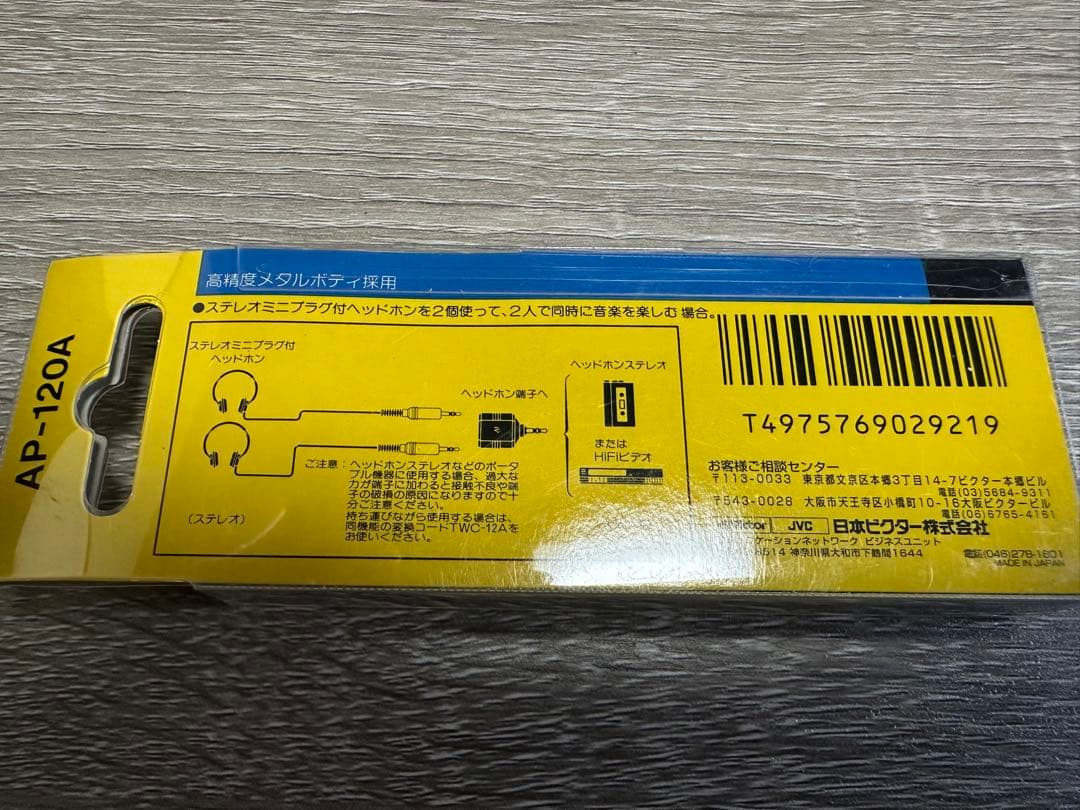 AP-120A
高精度メタルボディ採用
●ステレオミニプラグ付ヘッドホンを2個使って、2人で同時に音楽を楽しむ場合。
ステレオミニプラグ付
ヘッドホン
ヘッドホン端子へ
ヘッドホンステレオ
または
HiFiビデオ
(ステレオ)
ご注意:ヘッドホンステレオなどのポータ
ブル機器に使用する場合、過大な
力が端子に加わると接触不良や端
子の破損の原因になりますので十
分ご注意ください。
持ち運びながら使用する場合は、
同機能の変換コードTWC-12Aを
お使いください。
T4975769029219
お客様ご相談センター
〒113-0033 東京都文京区本郷3丁目14-7ビクター本郷ビル
電話(03)5684-9311
〒543-0028 大阪市天王寺区小橋町10-16大阪ビクタービル
電話(06)6765-4161
JVC 日本ビクター株式会社
ケーションネットワーク ビジネスユニット
神奈川県大和市下鶴間1644 電話(046)278-1801
MADE IN JAPAN